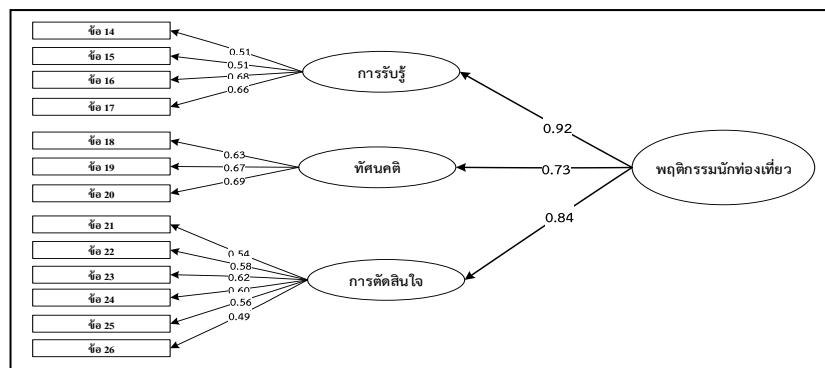 ข้อ 14
0.51
ข้อ 15
0.51
การรับรู้
ข้อ 16
0.68
ข้อ 17
0.66
0.92
ข้อ 18
0.63
ข้อ 19
0.67
ทัศนคติ
0.73
พฤติกรรมนักท่องเที่ยว
ข้อ 20
0.69
0.84
ข้อ 21
0.54
ข้อ 22
0.58
ข้อ 23
0.62
การตัดสินใจ
ข้อ 24
0.60
ข้อ 25
0.56
ข้อ 26
0.49